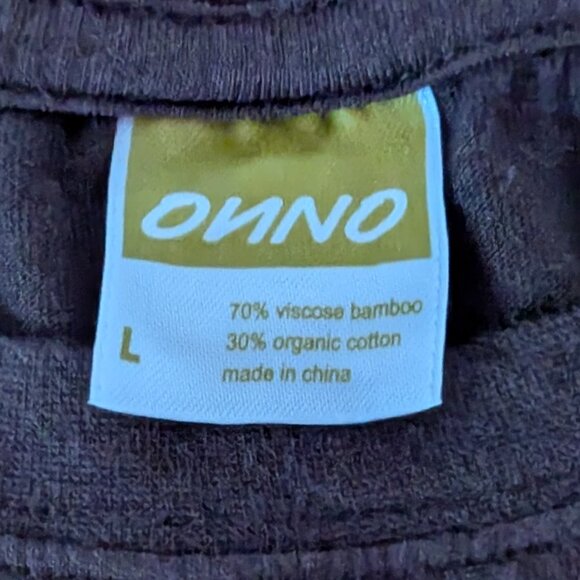 ONNO
70% viscose bamboo
L 30% organic cotton
made in china